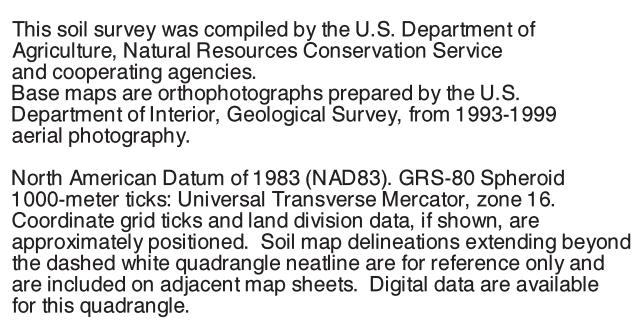 This soil survey was compiled by the U.S. Department of
Agriculture, Natural Resources Conservation Service
and cooperating agencies.
Base maps are orthophotographs prepared by the U.S.
Department of Interior, Geological Survey, from 1993-1999
aerial photography.

North American Datum of 1983 (NAD83). GRS-80 Spheroid
1000-meter ticks: Universal Transverse Mercator, zone 16.
Coordinate grid ticks and land division data, if shown, are
approximately positioned.  Soil map delineations extending beyond
the dashed white quadrangle neatline are for reference only and
are included on adjacent map sheets.  Digital data are available
for this quadrangle.